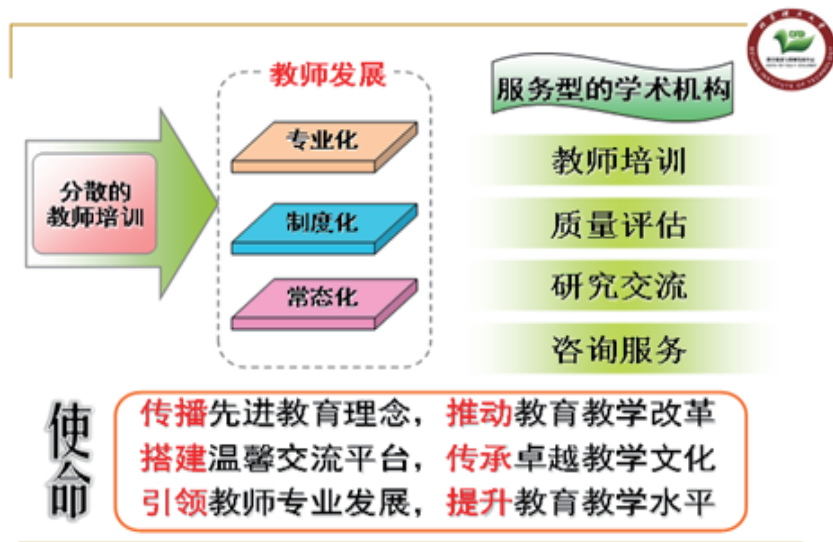 教师发展
服务型的学术机构
分散的
教师培训
专业化
制度化
常态化
教师培训
质量评估
研究交流
咨询服务
使命
传播先进教育理念，推动教育教学改革
搭建温馨交流平台，传承卓越教学文化
引领教师专业发展，提升教育教学水平